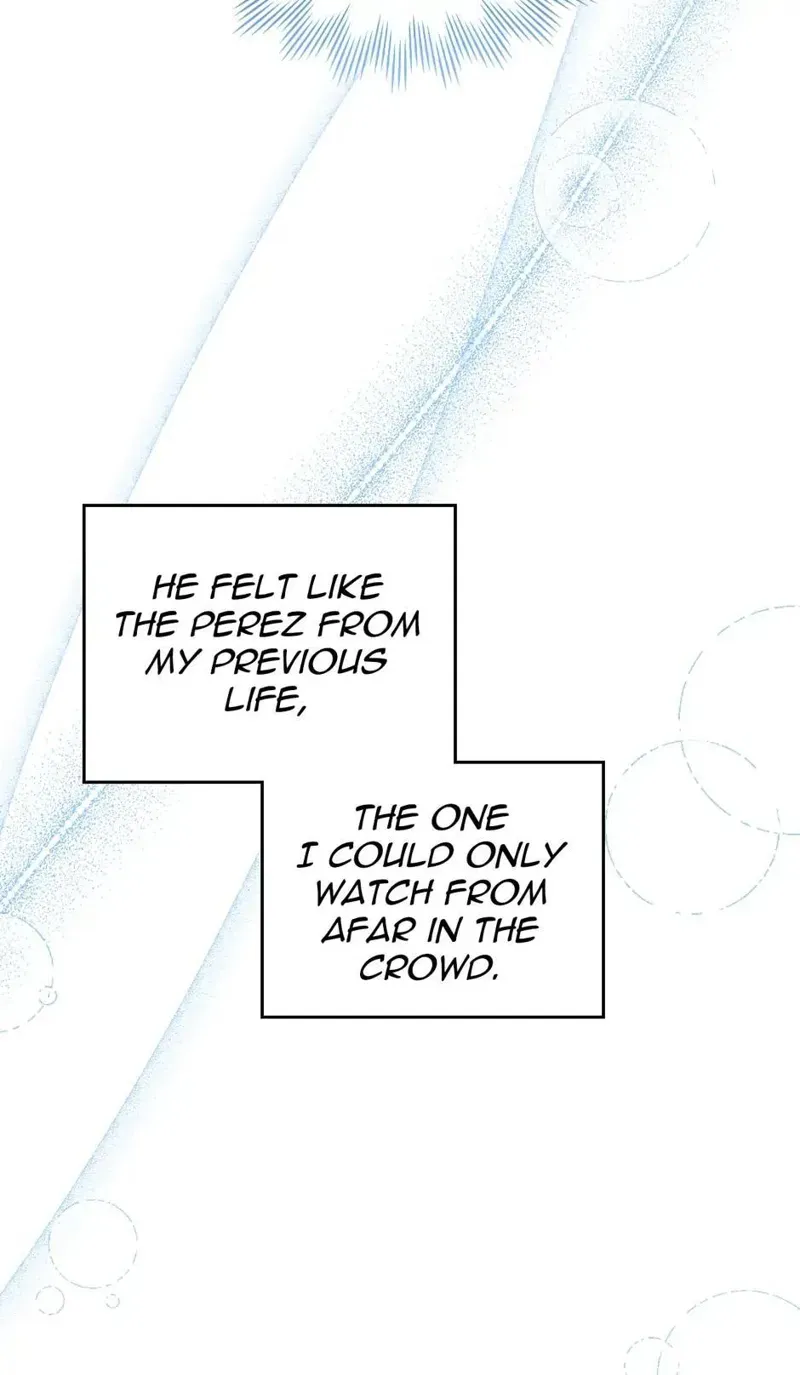 HE FELT LIKE
THE PEREZ FROM
MY PREVIOUS
LIFE,
THE ONE
I COULD ONLY
WATCH FROM
AFAR IN THE
CROWD.